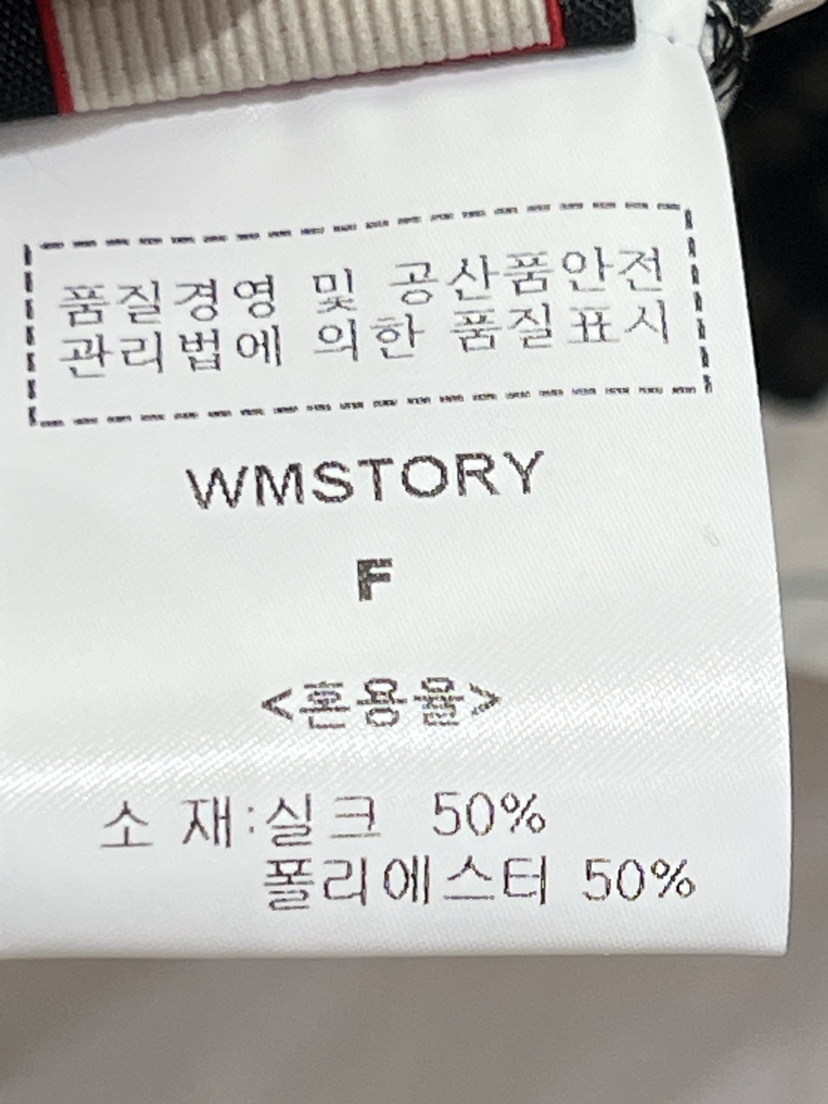 품질경영 및 공산품안전
관리법에 의한 품질표시
WMSTORY
F
<혼용율>
소 재:실크 50%
폴리에스터 50%